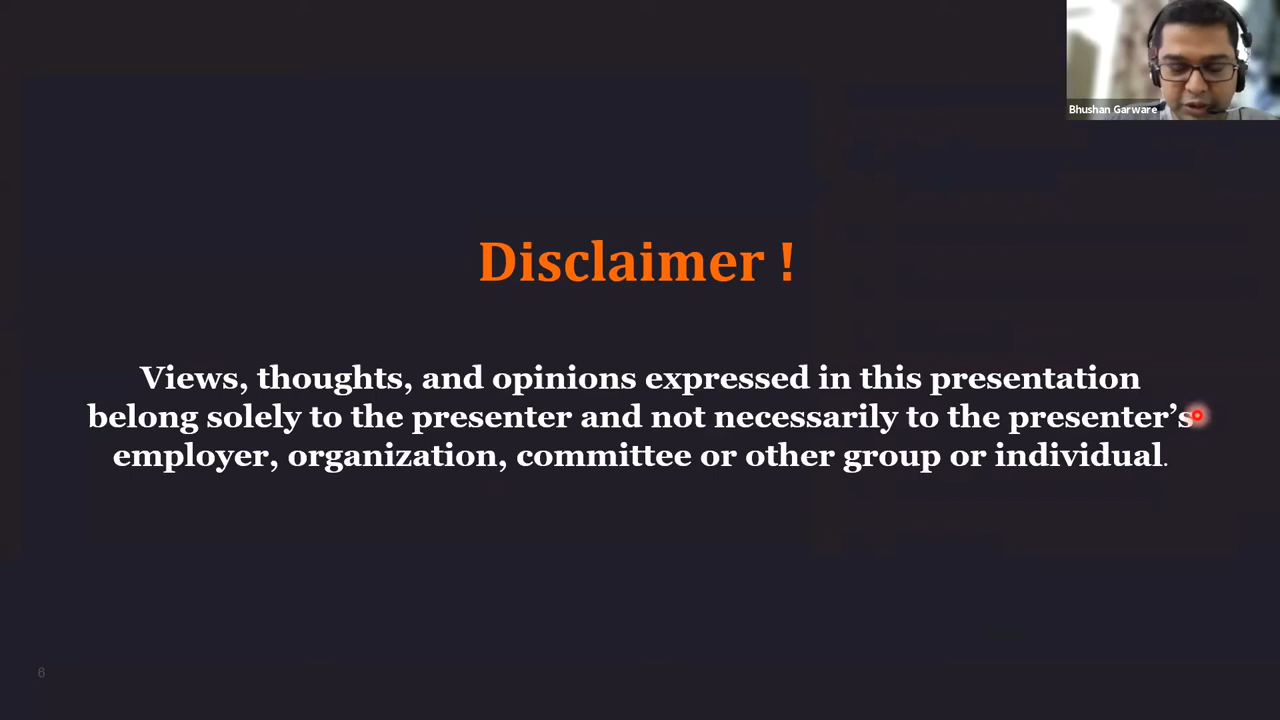 Bhushan Garware
Disclaimer !
Views, thoughts, and opinions expressed in this presentation
belong solely to the presenter and not necessarily to the presenter’s
employer, organization, committee or other group or individual.
6